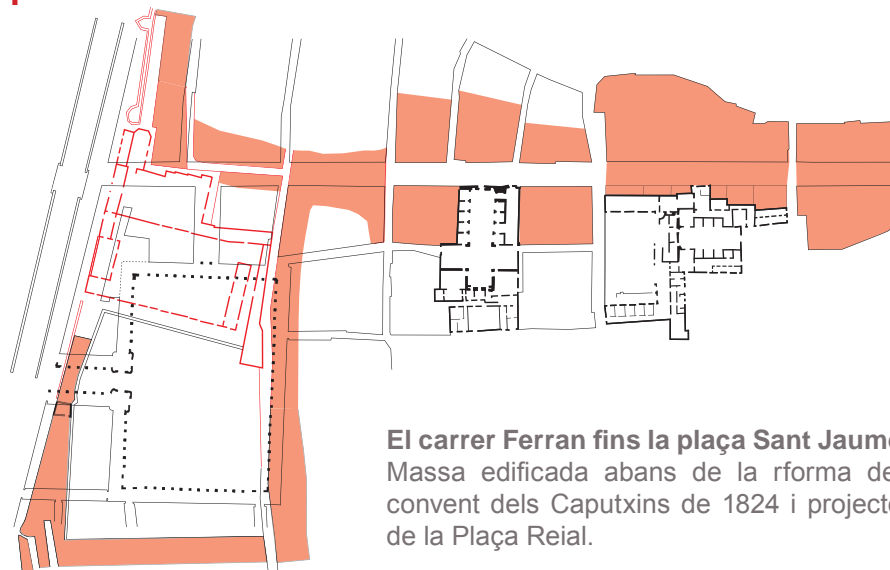 El carrer Ferran fins la plaça Sant Jaume
Massa edificada abans de la rforma de
convent dels Caputxins de 1824 i projecte
de la Plaça Reial.